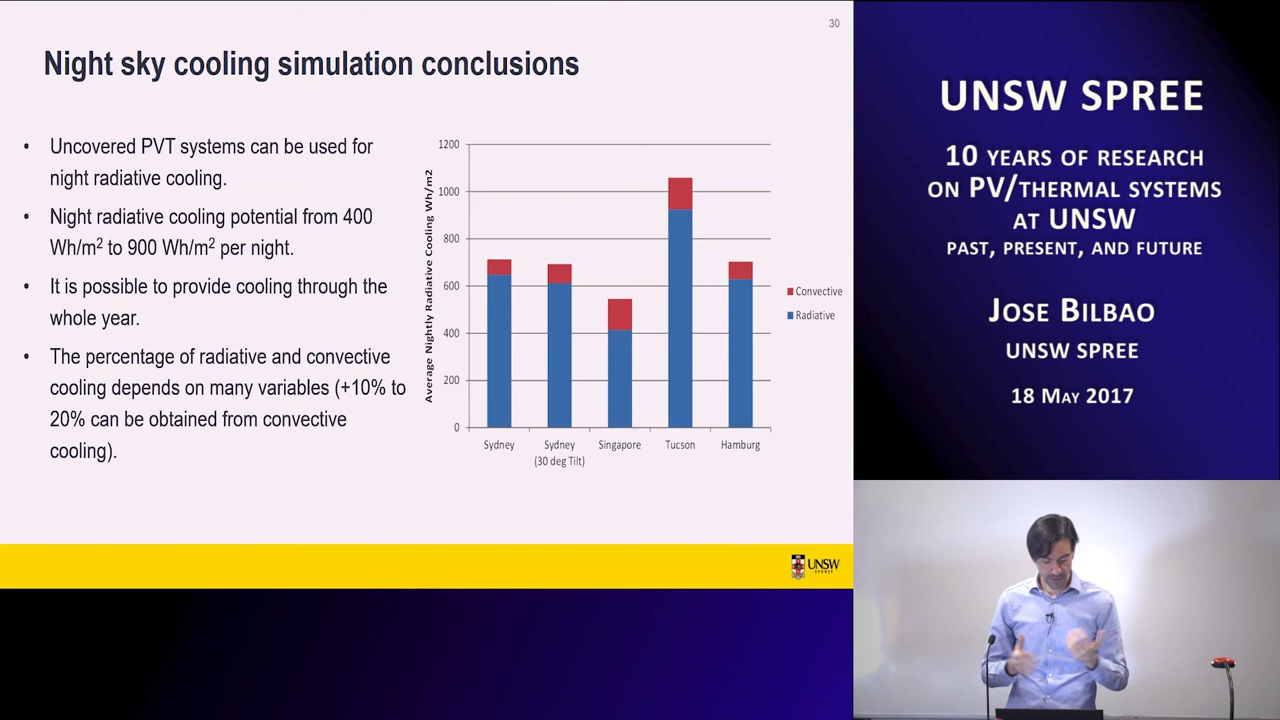 30
Night sky cooling simulation conclusions
• Uncovered PVT systems can be used for
night radiative cooling.
• Night radiative cooling potential from 400
Wh/m2 to 900 Wh/m2 per night.
• It is possible to provide cooling through the
whole year.
• The percentage of radiative and convective
cooling depends on many variables (+10% to
20% can be obtained from convective
cooling).
Average Nightly Radiative Cooling Wh/m2
1200
1000
800
600
400
200
0
Sydney
Sydney
(30 deg Tilt)
Singapore
Tucson
Hamburg
Convective
Radiative
UNSW
SYDNEY
UNSW SPREE
10 YEARS OF RESEARCH
ON PV/THERMAL SYSTEMS
AT UNSW
PAST, PRESENT, AND FUTURE
JOSE BILBAO
UNSW SPREE
18 MAY 2017